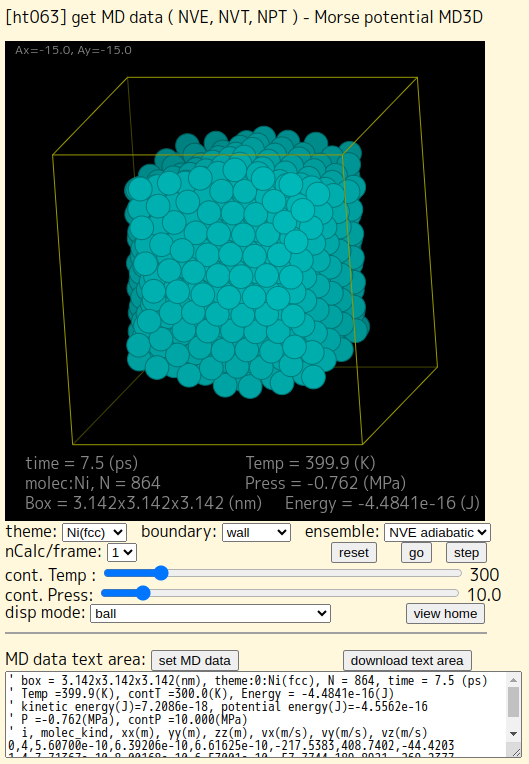 [ht063] get MD data ( NVE, NVT, NPT ) - Morse potential MD3D
Ax=-15.0, Ay=-15.0
time = 7.5 (ps) Temp = 399.9 (K)
molec:Ni, N = 864 Press = -0.762 (MPa)
Box = 3.142x3.142x3.142 (nm) Energy = -4.4841e-16 (J)
theme: Ni(fcc) boundary: wall ensemble: NVE adiabatic
nCalc/frame: 1 reset go step
cont. Temp : 300
cont. Press: 10.0
disp mode: ball view home
MD data text area: set MD data download text area
' box = 3.142x3.142x3.142(nm), theme:0:Ni(fcc), N = 864, time = 7.5 (ps)
' Temp =399.9(K), contT =300.0(K), Energy = -4.4841e-16(J)
' kinetic energy(J)=7.2086e-18, potential energy(J)=-4.5562e-16
' P =-0.762(MPa), contP =10.000(MPa)
' i, molec_kind, xx(m), yy(m), zz(m), vx(m/s), vy(m/s), vz(m/s)
0,4,5.60700e-10,6.39206e-10,6.61625e-10,-217.5383,408.7402,-44.4203